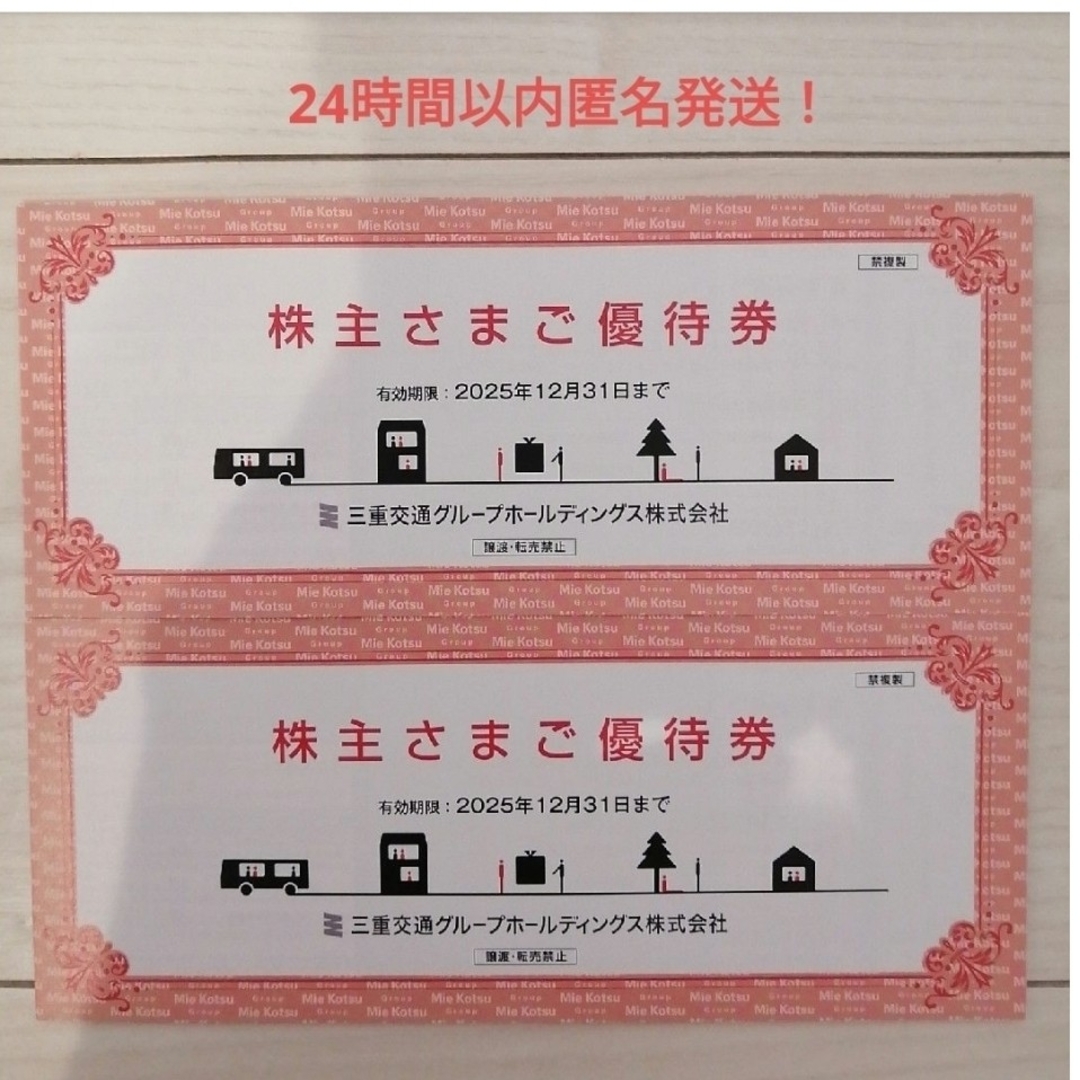 24時間以内匿名発送！
禁複製
株主さまご優待券
有効期限：2025年12月31日まで
三重交通グループホールディングス株式会社
譲渡・転売禁止
禁複製
株主さまご優待券
有効期限：2025年12月31日まで
三重交通グループホールディングス株式会社
譲渡・転売禁止
Mie Kotsu Group